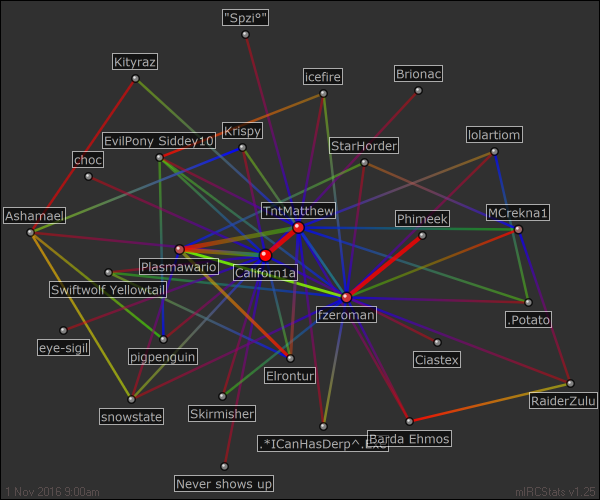 "Spzi°"
Kityraz
icefire
Brionac
EvilPony Siddey10
Krispy
StarHorder
lolartiom
choc
Ashamael
TntMatthew
Phimeek
MCrekna1
Plasmawario
Californ1a
Swiftwolf Yellowtail
fzeroman
.Potato
eye-sigil
pigpenguin
Elrontur
Ciastex
snowstate
Skirmisher
RaiderZulu
.*ICanHasDerp^.Exe
Barda Ehmos
Never shows up
1 Nov 2016 9:00am
mIRCStats v1.25